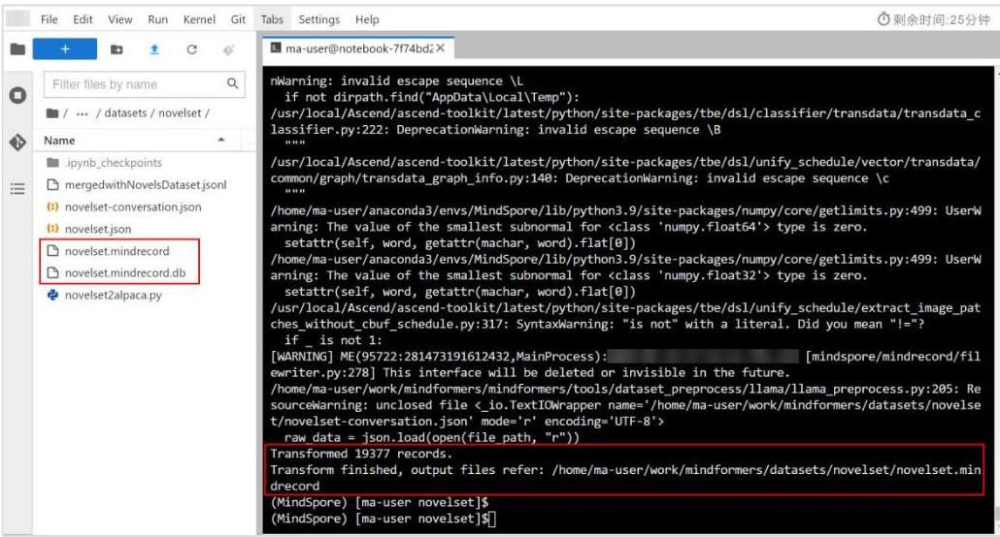 File Edit View Run Kernel Git Tabs Settings Help
剩余时间:25分钟
+
ma-user@notebook-7f74bd2
Filter files by name
/ ··· / datasets / novelset /
Name
.ipynb_checkpoints
mergedwithNovelsDataset.jsonl
novelset-conversation.json
novelset.json
novelset.mindrecord
novelset.mindrecord.db
novelset2alpaca.py
nWarning: invalid escape sequence \L
if not dirpath.find("AppData\Local\Temp"):
/usr/local/Ascend/ascend-toolkit/latest/python/site-packages/tbe/dsl/classifier/transdata/transdata_c
lassifier.py:222: DeprecationWarning: invalid escape sequence \B
"""
/usr/local/Ascend/ascend-toolkit/latest/python/site-packages/tbe/dsl/unify_schedule/vector/transdata/
common/graph/transdata_graph_info.py:140: DeprecationWarning: invalid escape sequence \c
"""
/home/ma-user/anaconda3/envs/MindSpore/lib/python3.9/site-packages/numpy/core/getlimits.py:499: UserW
arning: The value of the smallest subnormal for <class 'numpy.float64'> type is zero.
setattr(self, word, getattr(machar, word).flat[0])
/home/ma-user/anaconda3/envs/MindSpore/lib/python3.9/site-packages/numpy/core/getlimits.py:499: UserW
arning: The value of the smallest subnormal for <class 'numpy.float32'> type is zero.
setattr(self, word, getattr(machar, word).flat[0])
/usr/local/Ascend/ascend-toolkit/latest/python/site-packages/tbe/dsl/unify_schedule/extract_image_pat
ches_without_cbuf_schedule.py:317: SyntaxWarning: "is not" with a literal. Did you mean "!="?
if _ is not 1:
[WARNING] ME(95722:281473191612432,MainProcess): [mindspore/mindrecord/fil
ewriter.py:278] This interface will be deleted or invisible in the future.
/home/ma-user/work/mindformers/mindformers/tools/dataset_preprocess/llama/llama_preprocess.py:205: Re
sourceWarning: unclosed file <_io.TextIOWrapper name='/home/ma-user/work/mindformers/datasets/novelse
t/novelset-conversation.json' mode='r' encoding='UTF-8'>
raw_data = json.load(open(file_path, "r"))
Transformed 19377 records.
Transform finished, output files refer: /home/ma-user/work/mindformers/datasets/novelset/novelset.min
drecord
(MindSpore) [ma-user novelset]$
(MindSpore) [ma-user novelset]$